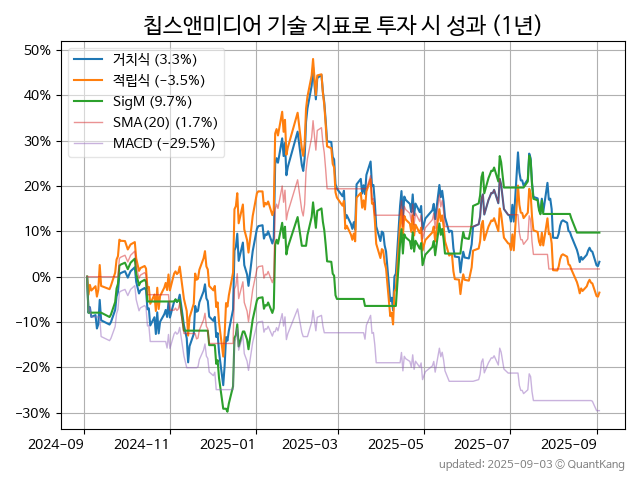 칩스앤미디어 기술 지표로 투자 시 성과 (1년)
거치식 (3.3%)
적립식 (−3.5%)
SigM (9.7%)
SMA(20) (1.7%)
MACD (−29.5%)
50%
40%
30%
20%
10%
0%
−10%
−20%
−30%
2024-09 2024-11 2025-01 2025-03 2025-05 2025-07 2025-09
updated: 2025-09-03 ⓒ QuantKang